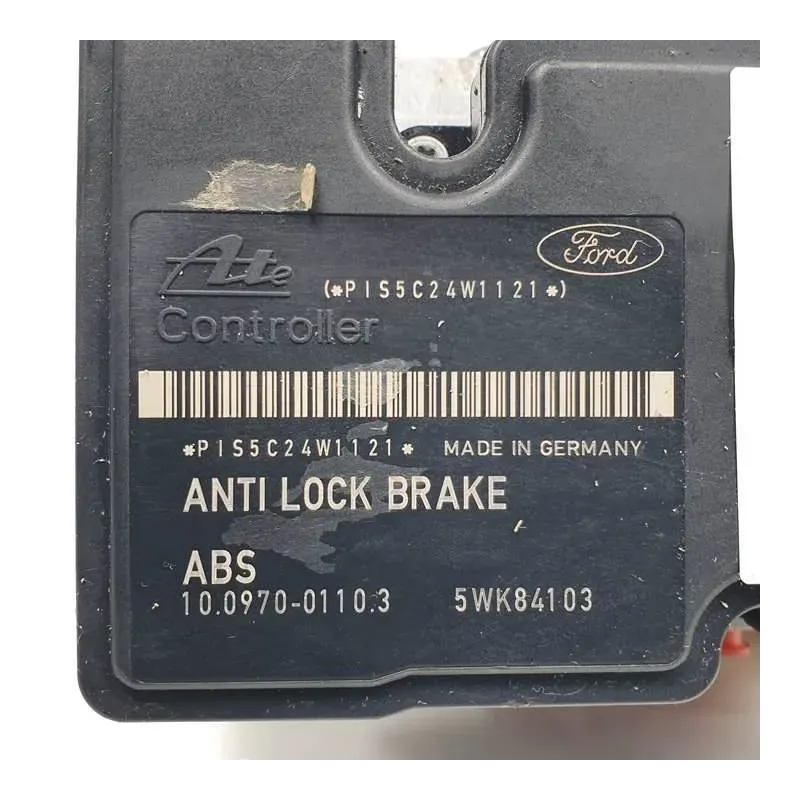 Ate
Ford
(*PIS5C24W1121*)
Controller
*PIS5C24W1121* MADE IN GERMANY
ANTI LOCK BRAKE
ABS
10.0970-0110.3 5WK84103